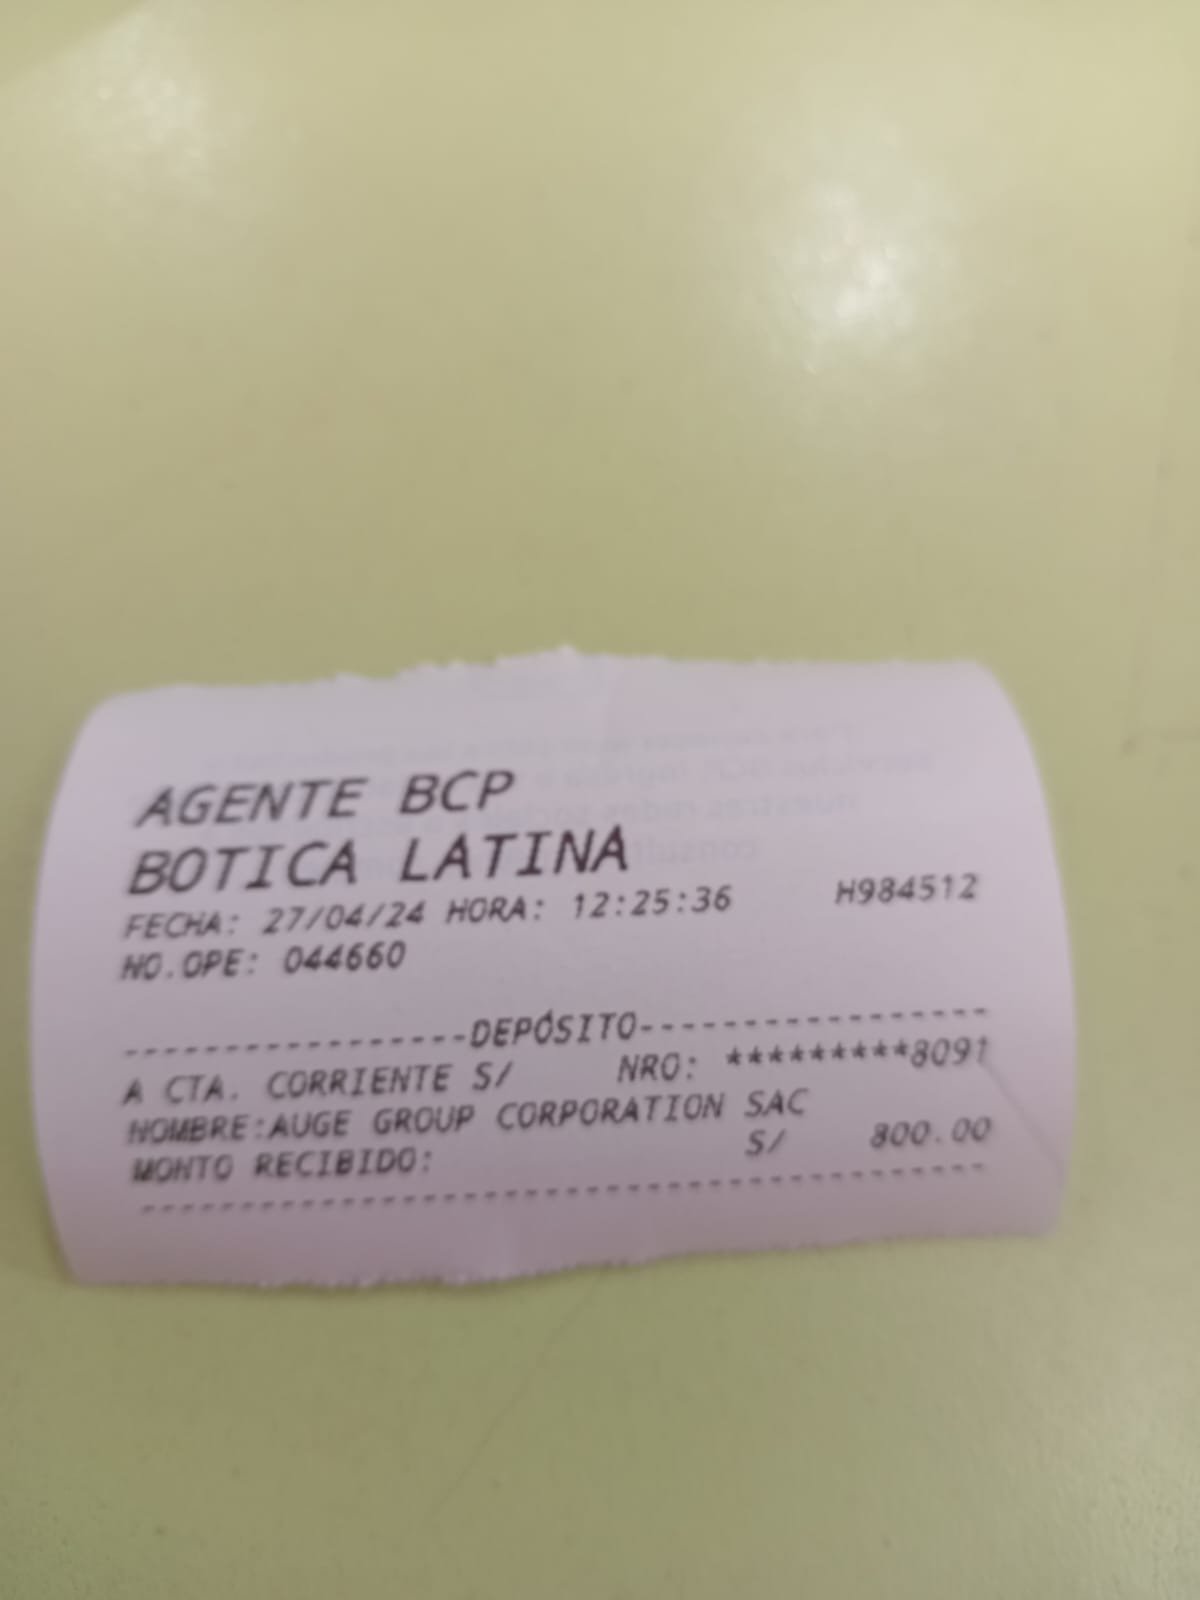 AGENTE BCP
BOTICA LATINA
FECHA: 27/04/24 HORA: 12:25:36 H984512
NO.OPE: 044660
-----------------DEPÓSITO-----------------
A CTA. CORRIENTE S/ NRO: *********8091
NOMBRE:AUGE GROUP CORPORATION SAC
MONTO RECIBIDO: S/ 800.00
------------------------------------------